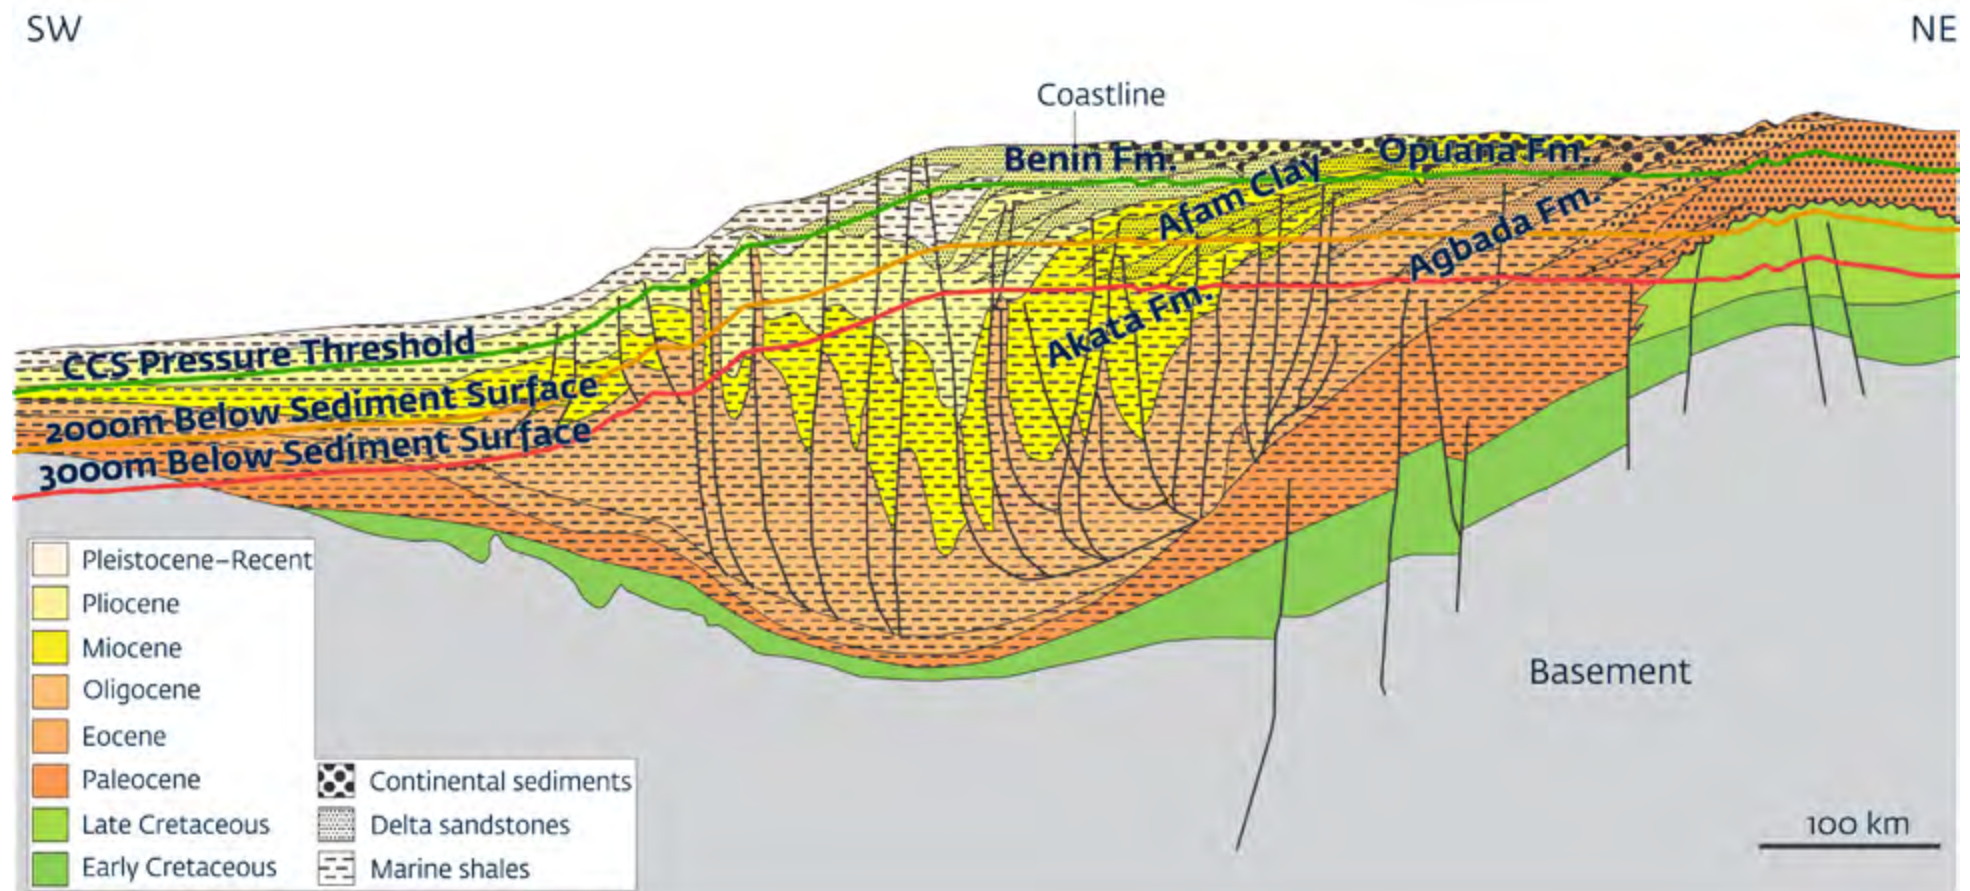 SW
NE
Coastline
Benin Fm.
Opuana Fm.
Afam Clay
Agbada Fm.
Akata Fm.
CCS Pressure Threshold
2000m Below Sediment Surface
3000m Below Sediment Surface
Pleistocene–Recent
Pliocene
Miocene
Oligocene
Eocene
Paleocene
Late Cretaceous
Early Cretaceous
Continental sediments
Delta sandstones
Marine shales
Basement
100 km